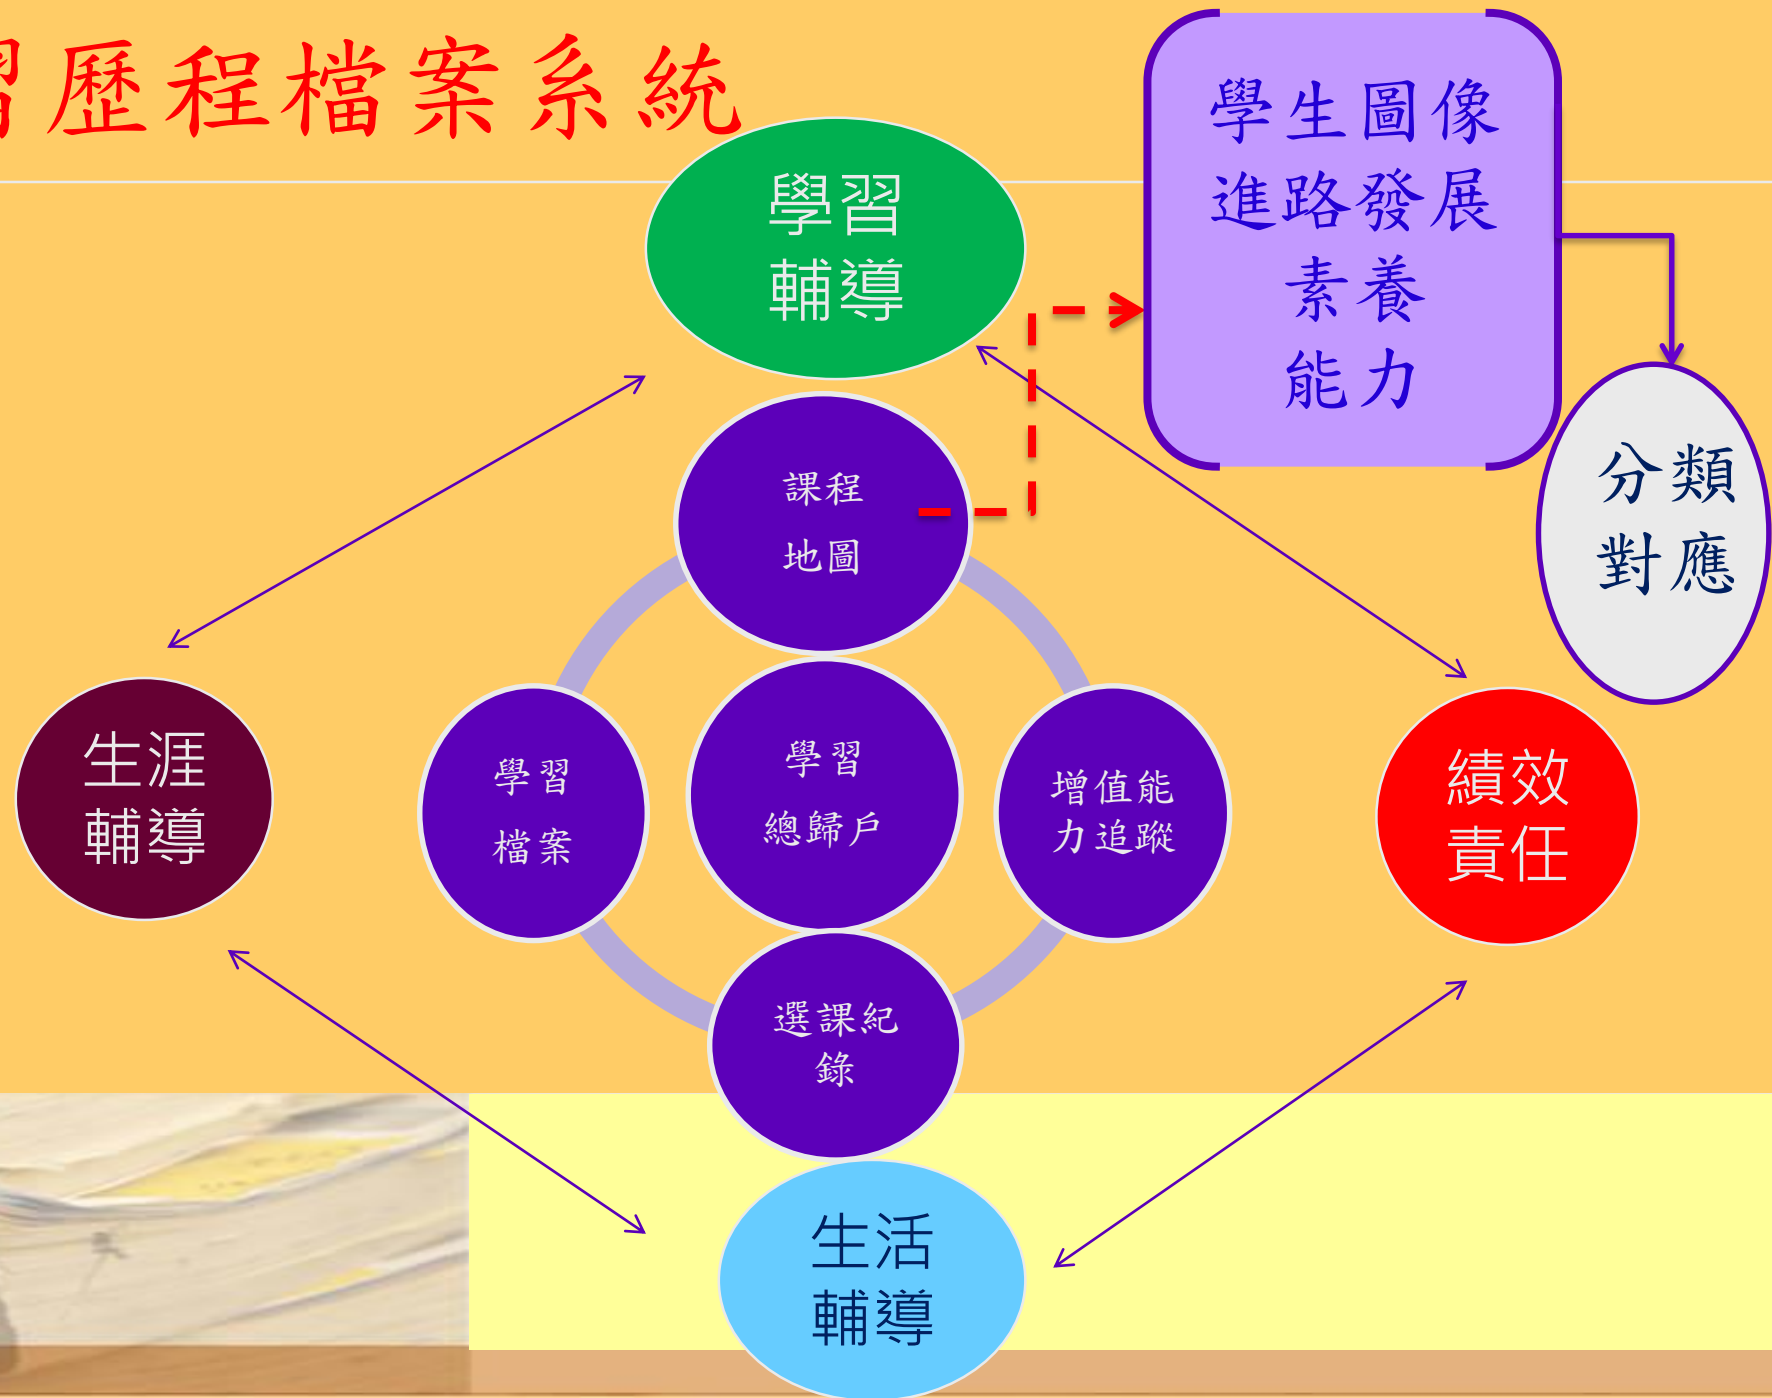 習歷程檔案系統
學生圖像
進路發展
素養
能力
學習
輔導
分類
對應
課程
地圖
生涯
輔導
學習
檔案
學習
總歸戶
增值能
力追蹤
績效
責任
選課紀
錄
生活
輔導